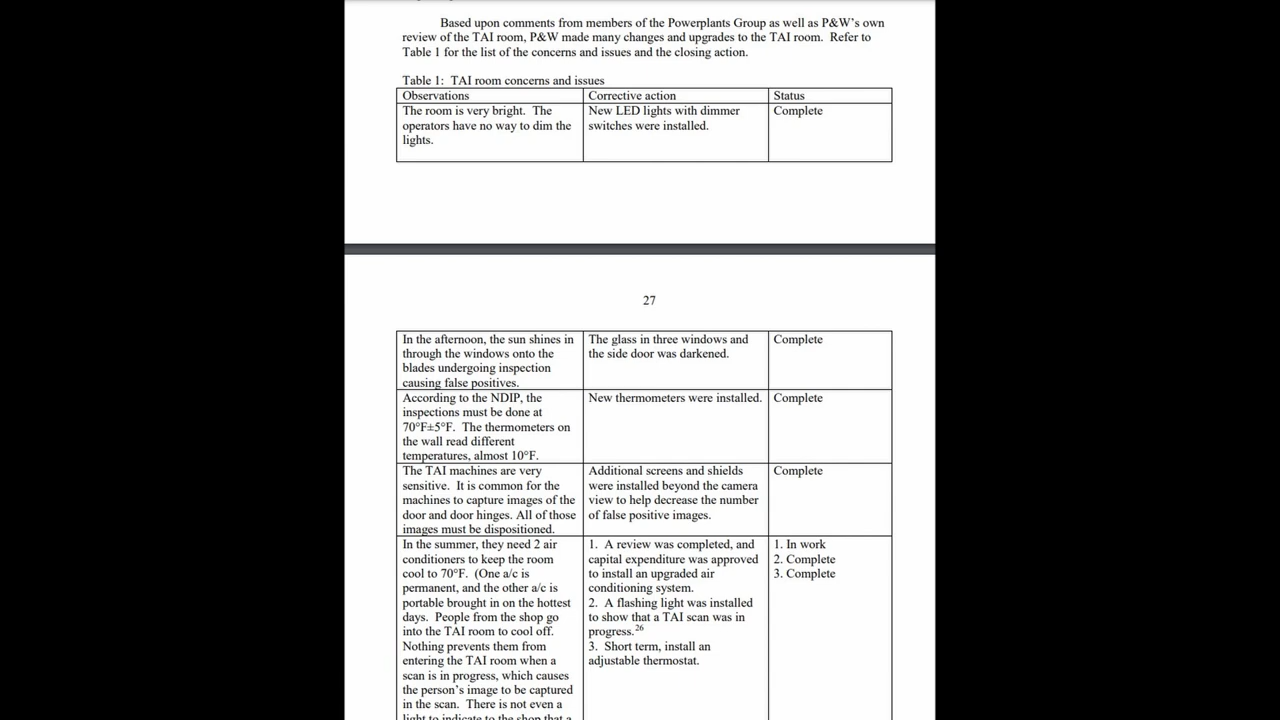 Based upon comments from members of the Powerplants Group as well as P&W's own
review of the TAI room, P&W made many changes and upgrades to the TAI room.  Refer to
Table 1 for the list of the concerns and issues and the closing action.
Table 1:  TAI room concerns and issues
Observations
Corrective action
Status
The room is very bright.  The
operators have no way to dim the
lights.
New LED lights with dimmer
switches were installed.
Complete
27
In the afternoon, the sun shines in
through the windows onto the
blades undergoing inspection
causing false positives.
The glass in three windows and
the side door was darkened.
Complete
According to the NDIP, the
inspections must be done at
70°F±5°F.  The thermometers on
the wall read different
temperatures, almost 10°F.
New thermometers were installed.
Complete
The TAI machines are very
sensitive.  It is common for the
machines to capture images of the
door and door hinges. All of those
images must be dispositioned.
Additional screens and shields
were installed beyond the camera
view to help decrease the number
of false positive images.
Complete
In the summer, they need 2 air
conditioners to keep the room
cool to 70°F.  (One a/c is
permanent, and the other a/c is
portable brought in on the hottest
days.  People from the shop go
into the TAI room to cool off.
Nothing prevents them from
entering the TAI room when a
scan is in progress, which causes
the person's image to be captured
in the scan.  There is not even a
light to indicate to the shop that a
1.  A review was completed, and
capital expenditure was approved
to install an upgraded air
conditioning system.
2.  A flashing light was installed
to show that a TAI scan was in
progress.26
3.  Short term, install an
adjustable thermostat.
1. In work
2. Complete
3. Complete